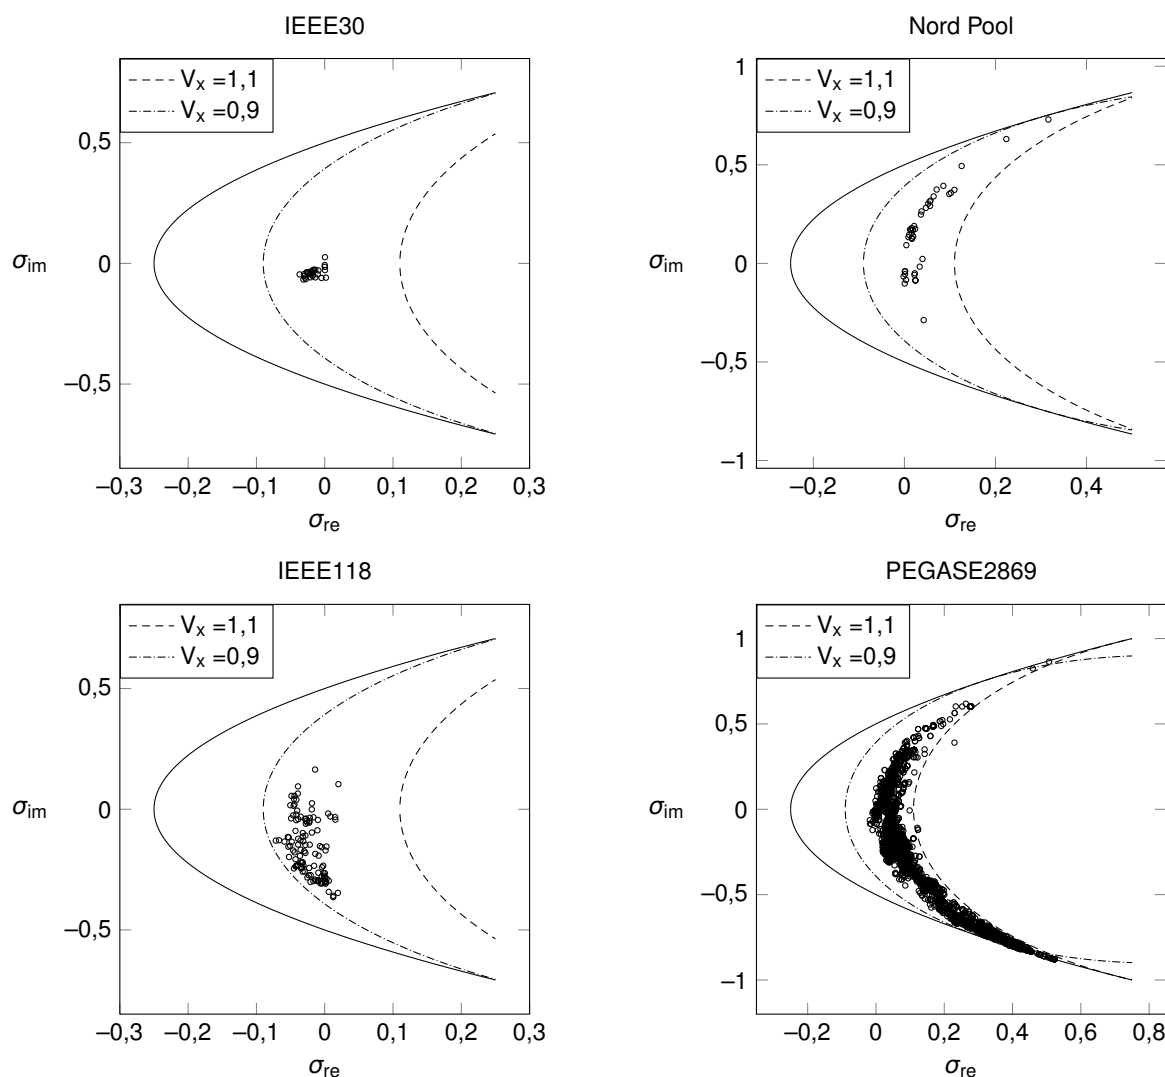 IEEE30
V_x =1,1
V_x =0,9
0,5
0
–0,5
σ_im
–0,3 –0,2 –0,1 0 0,1 0,2 0,3
σ_re
Nord Pool
V_x =1,1
V_x =0,9
1
0,5
0
–0,5
–1
σ_im
–0,2 0 0,2 0,4
σ_re
IEEE118
V_x =1,1
V_x =0,9
0,5
0
–0,5
σ_im
–0,3 –0,2 –0,1 0 0,1 0,2 0,3
σ_re
PEGASE2869
V_x =1,1
V_x =0,9
1
0,5
0
–0,5
–1
σ_im
0 0,2 0,4 0,6 0,8
σ_re